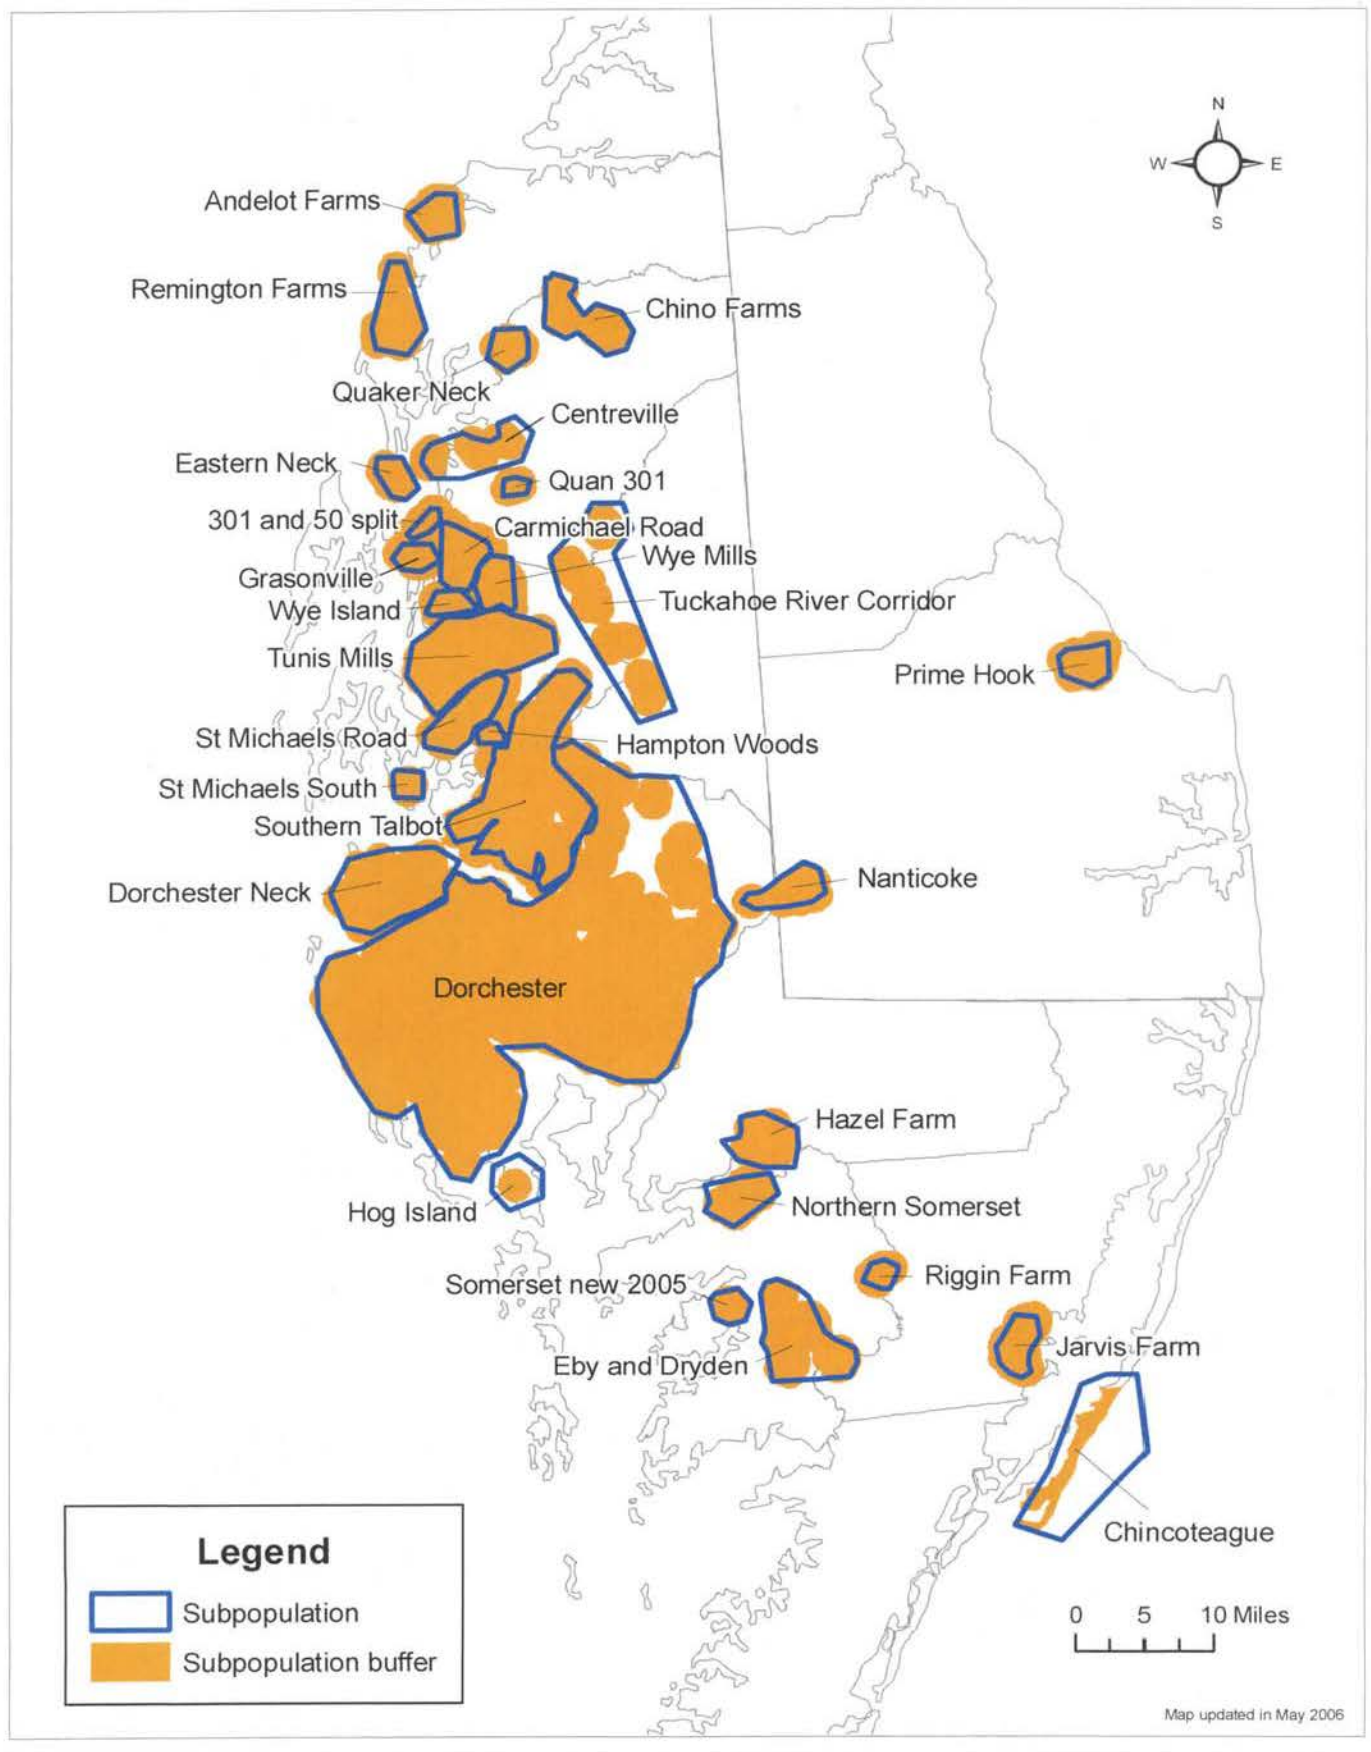 N
W E
S
Andelot Farms
Remington Farms
Chino Farms
Quaker Neck
Centreville
Eastern Neck
Quan 301
301 and 50 split
Carmichael Road
Wye Mills
Grasonville
Wye Island
Tuckahoe River Corridor
Tunis Mills
Prime Hook
St Michaels Road
Hampton Woods
St Michaels South
Southern Talbot
Dorchester Neck
Nanticoke
Dorchester
Hazel Farm
Hog Island
Northern Somerset
Somerset new 2005
Riggin Farm
Jarvis Farm
Eby and Dryden
Chincoteague
Legend
Subpopulation
Subpopulation buffer
0 5 10 Miles
Map updated in May 2006